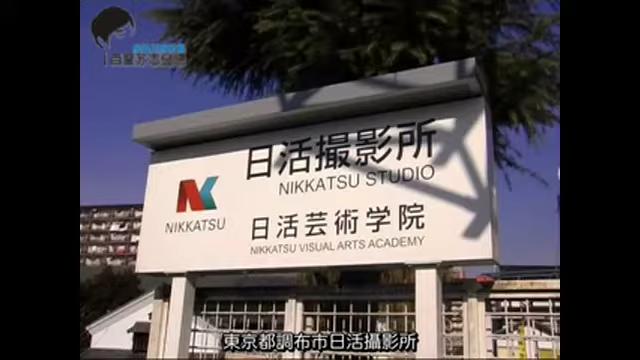 日活撮影所
NIKKATSU STUDIO
NIKKATSU
日活芸術学院
NIKKATSU VISUAL ARTS ACADEMY
東京都調布市日活攝影所